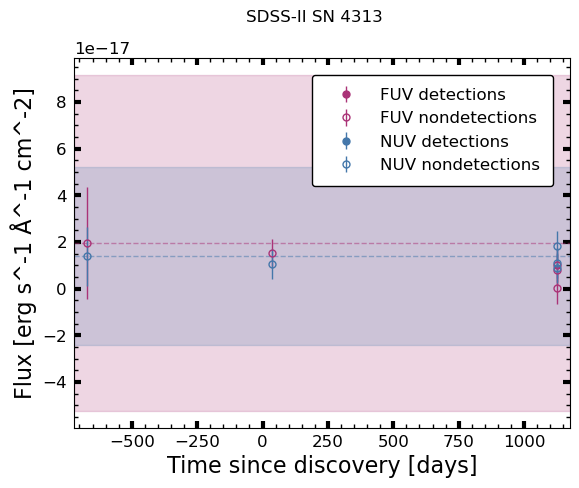 SDSS-II SN 4313
1e−17
FUV detections
FUV nondetections
NUV detections
NUV nondetections
8
6
4
2
0
−2
−4
Flux [erg s^-1 Å^-1 cm^-2]
−500 −250 0 250 500 750 1000
Time since discovery [days]